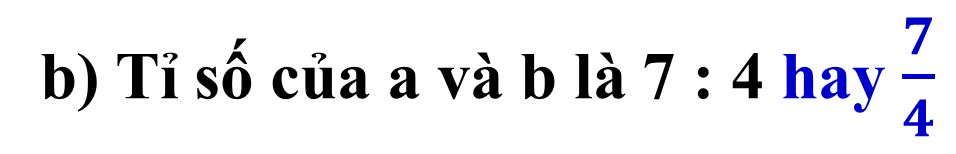 b) Tỉ số của a và b là 7 : 4 hay 7/4